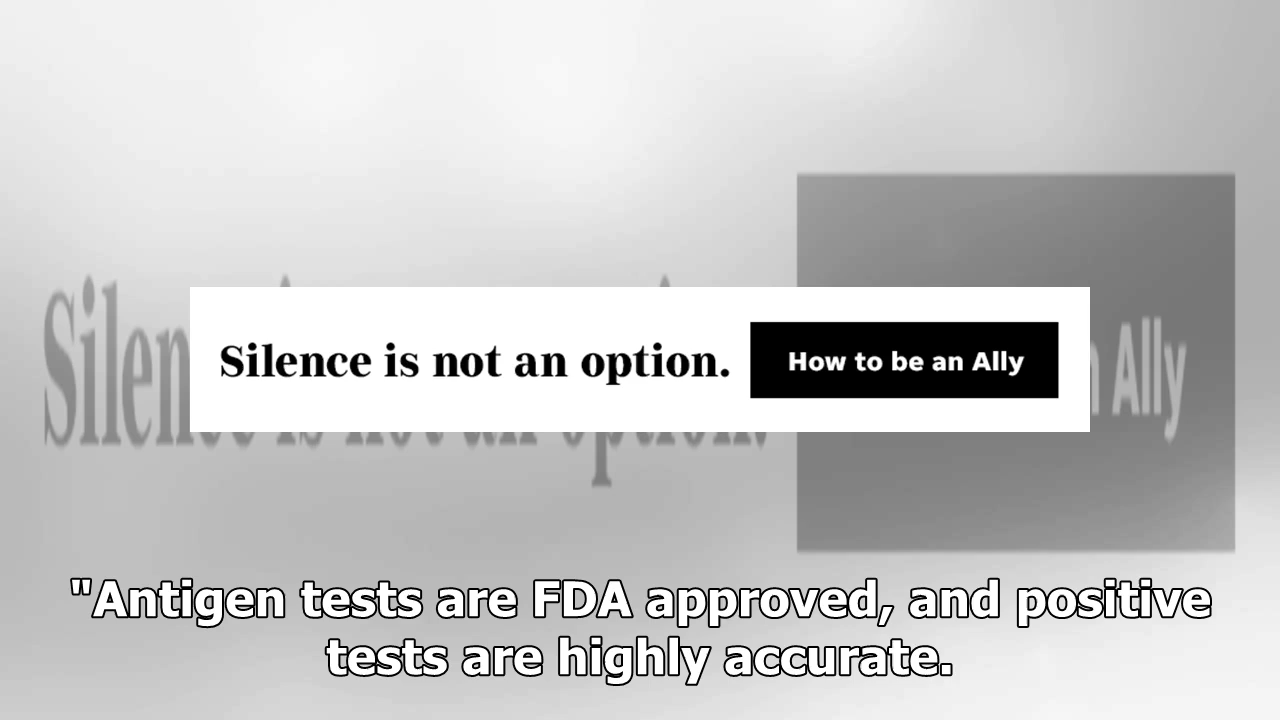 Silence is not an option.
How to be an Ally
"Antigen tests are FDA approved, and positive
tests are highly accurate.